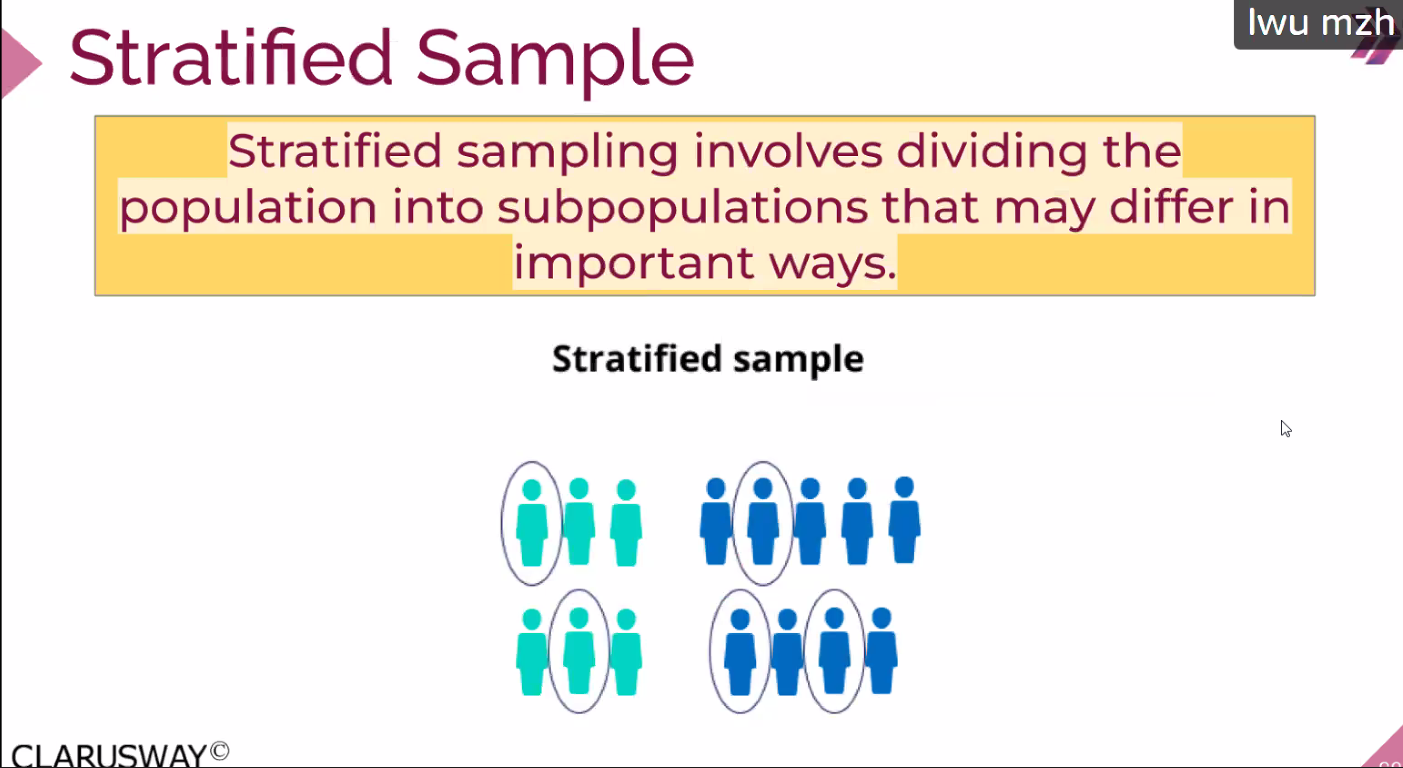 lwu mzh
Stratified Sample
Stratified sampling involves dividing the
population into subpopulations that may differ in
important ways.
Stratified sample
CLARUSWAY©